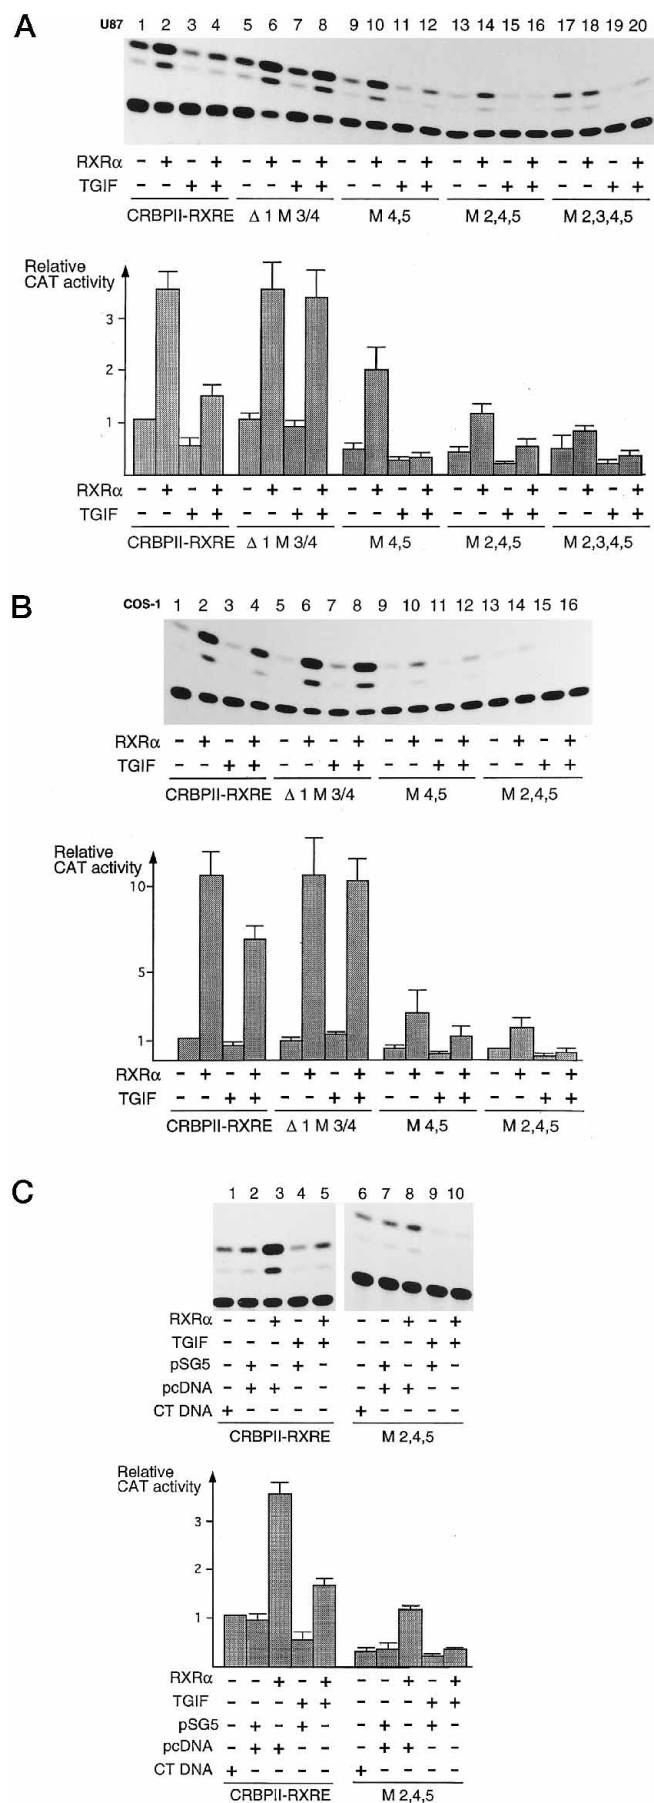 A
U87 1 2 3 4 5 6 7 8 9 10 11 12 13 14 15 16 17 18 19 20
RXRα - + - + - + - + - + - + - + - + - + - +
TGIF - - + + - - + + - - + + - - + + - - + +
CRBPII-RXRE Δ 1 M 3/4 M 4,5 M 2,4,5 M 2,3,4,5
Relative
CAT activity
3
2
1
RXRα - + - + - + - + - + - + - + - + - + - +
TGIF - - + + - - + + - - + + - - + + - - + +
CRBPII-RXRE Δ 1 M 3/4 M 4,5 M 2,4,5 M 2,3,4,5
B
COS-1 1 2 3 4 5 6 7 8 9 10 11 12 13 14 15 16
RXRα - + - + - + - + - + - + - + - +
TGIF - - + + - - + + - - + + - - + +
CRBPII-RXRE Δ 1 M 3/4 M 4,5 M 2,4,5
Relative
CAT activity
10
5
1
RXRα - + - + - + - + - + - + - + - +
TGIF - - + + - - + + - - + + - - + +
CRBPII-RXRE Δ 1 M 3/4 M 4,5 M 2,4,5
C
1 2 3 4 5 6 7 8 9 10
RXRα - - + - + - - + - +
TGIF - - - + + - - - + +
pSG5 - + - + - - + - + -
pcDNA - + + - - - + + - -
CT DNA + - - - - + - - - -
CRBPII-RXRE M 2,4,5
Relative
CAT activity
3
2
1
RXRα - - + - + - - + - +
TGIF - - - + + - - - + +
pSG5 - + - + - - + - + -
pcDNA - + + - - - + + - -
CT DNA + - - - - + - - - -
CRBPII-RXRE M 2,4,5